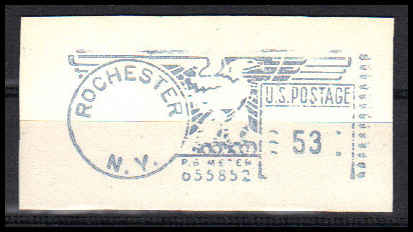 ROCHESTER
N.Y.
U.S.POSTAGE
53
P.B. METER
655852